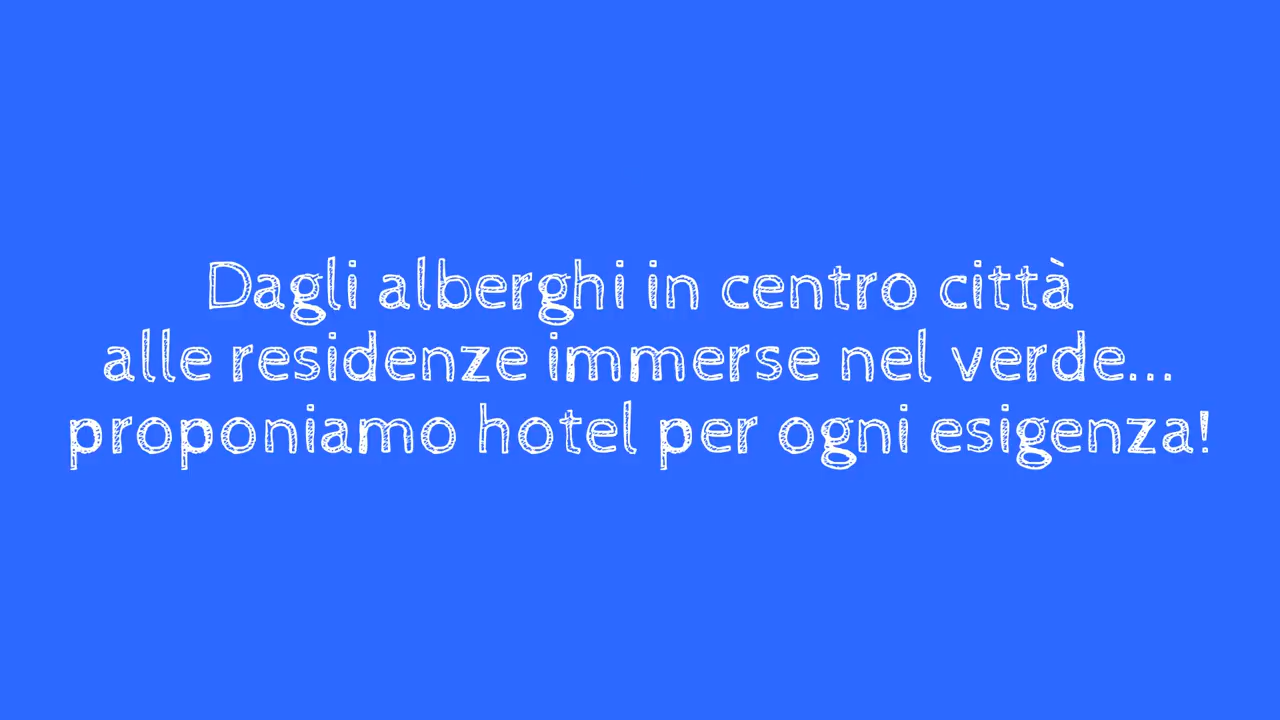 Dagli alberghi in centro città
alle residenze immerse nel verde...
proponiamo hotel per ogni esigenza!